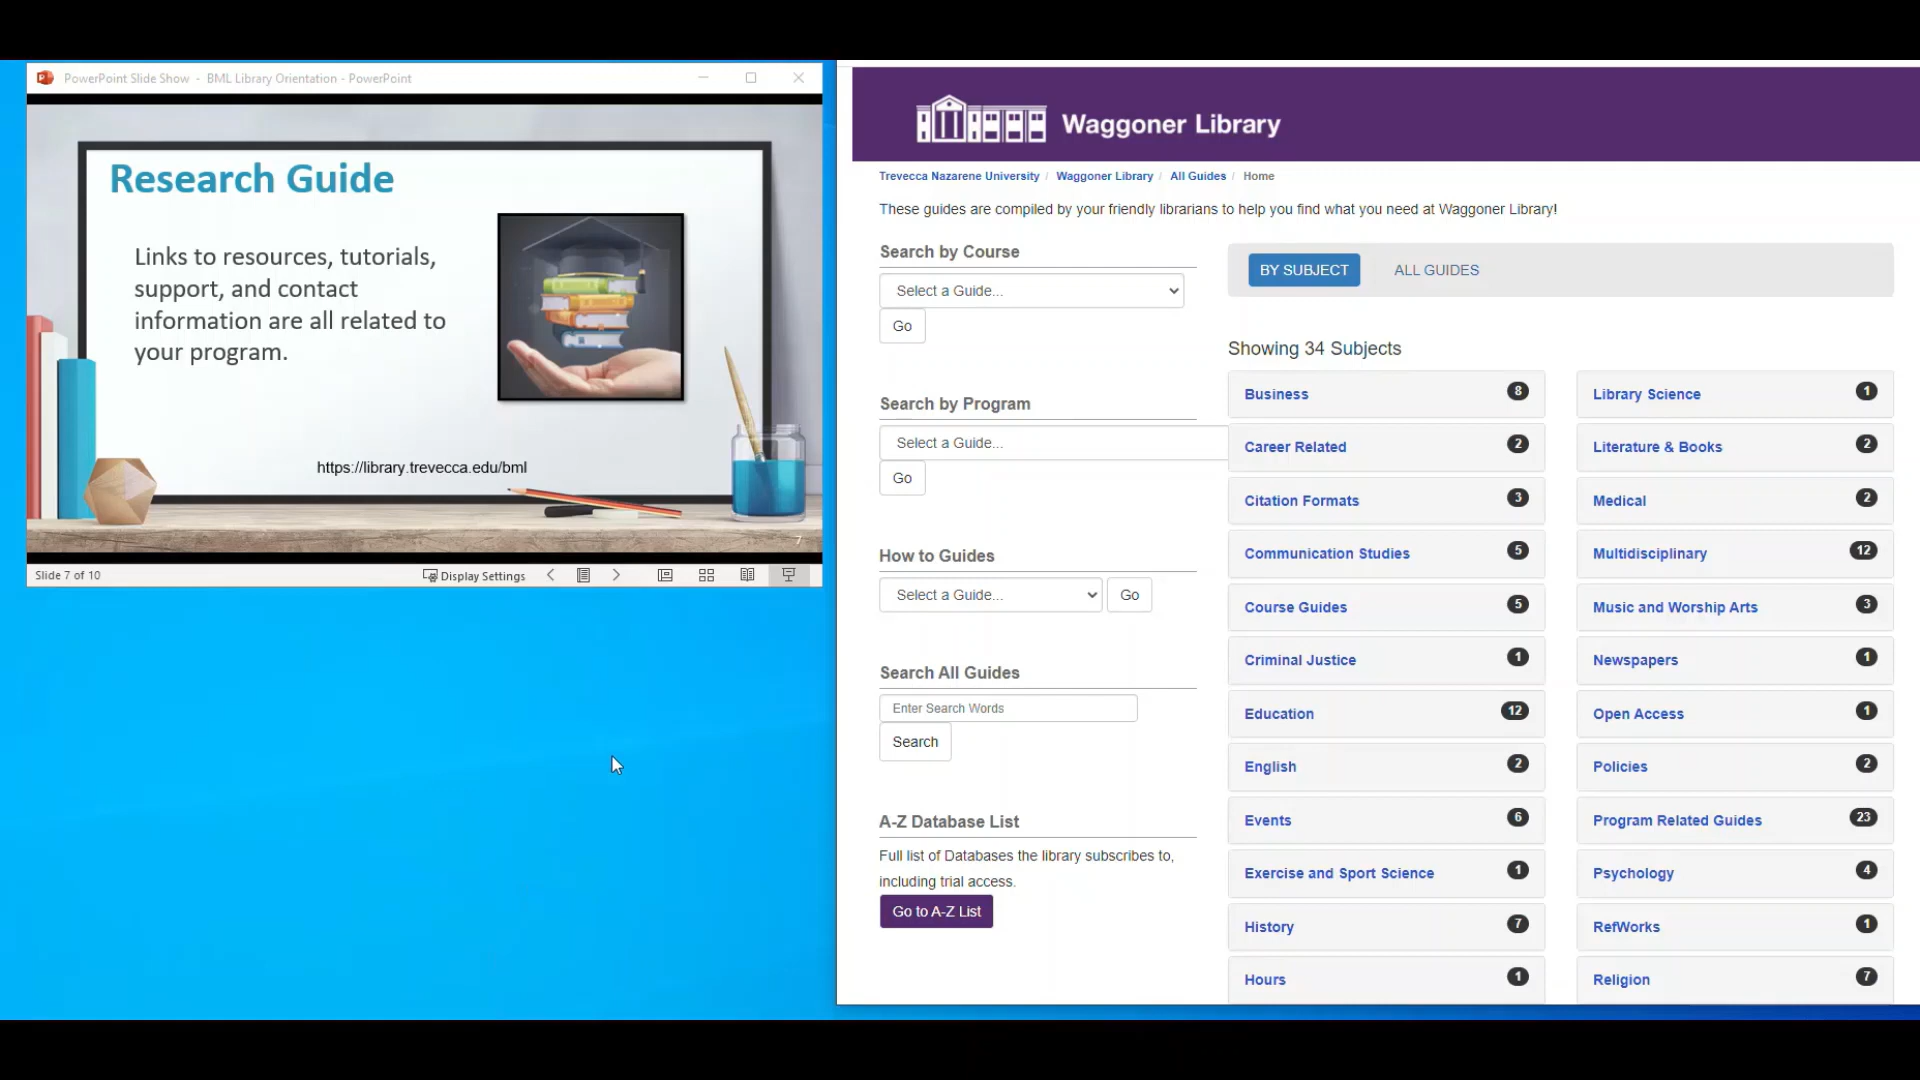 PowerPoint Slide Show - BML Library Orientation - PowerPoint
Research Guide
Links to resources, tutorials,
support, and contact
information are all related to
your program.
https://library.trevecca.edu/bml
7
Slide 7 of 10
Display Settings
Waggoner Library
Trevecca Nazarene University / Waggoner Library / All Guides / Home
These guides are compiled by your friendly librarians to help you find what you need at Waggoner Library!
Search by Course
Select a Guide...
Go
Search by Program
Select a Guide...
Go
How to Guides
Select a Guide...
Go
Search All Guides
Enter Search Words
Search
A-Z Database List
Full list of Databases the library subscribes to,
including trial access.
Go to A-Z List
BY SUBJECT
ALL GUIDES
Showing 34 Subjects
Business 8
Career Related 2
Citation Formats 3
Communication Studies 5
Course Guides 5
Criminal Justice 1
Education 12
English 2
Events 6
Exercise and Sport Science 1
History 7
Hours 1
Library Science 1
Literature & Books 2
Medical 2
Multidisciplinary 12
Music and Worship Arts 3
Newspapers 1
Open Access 1
Policies 2
Program Related Guides 23
Psychology 4
RefWorks 1
Religion 7